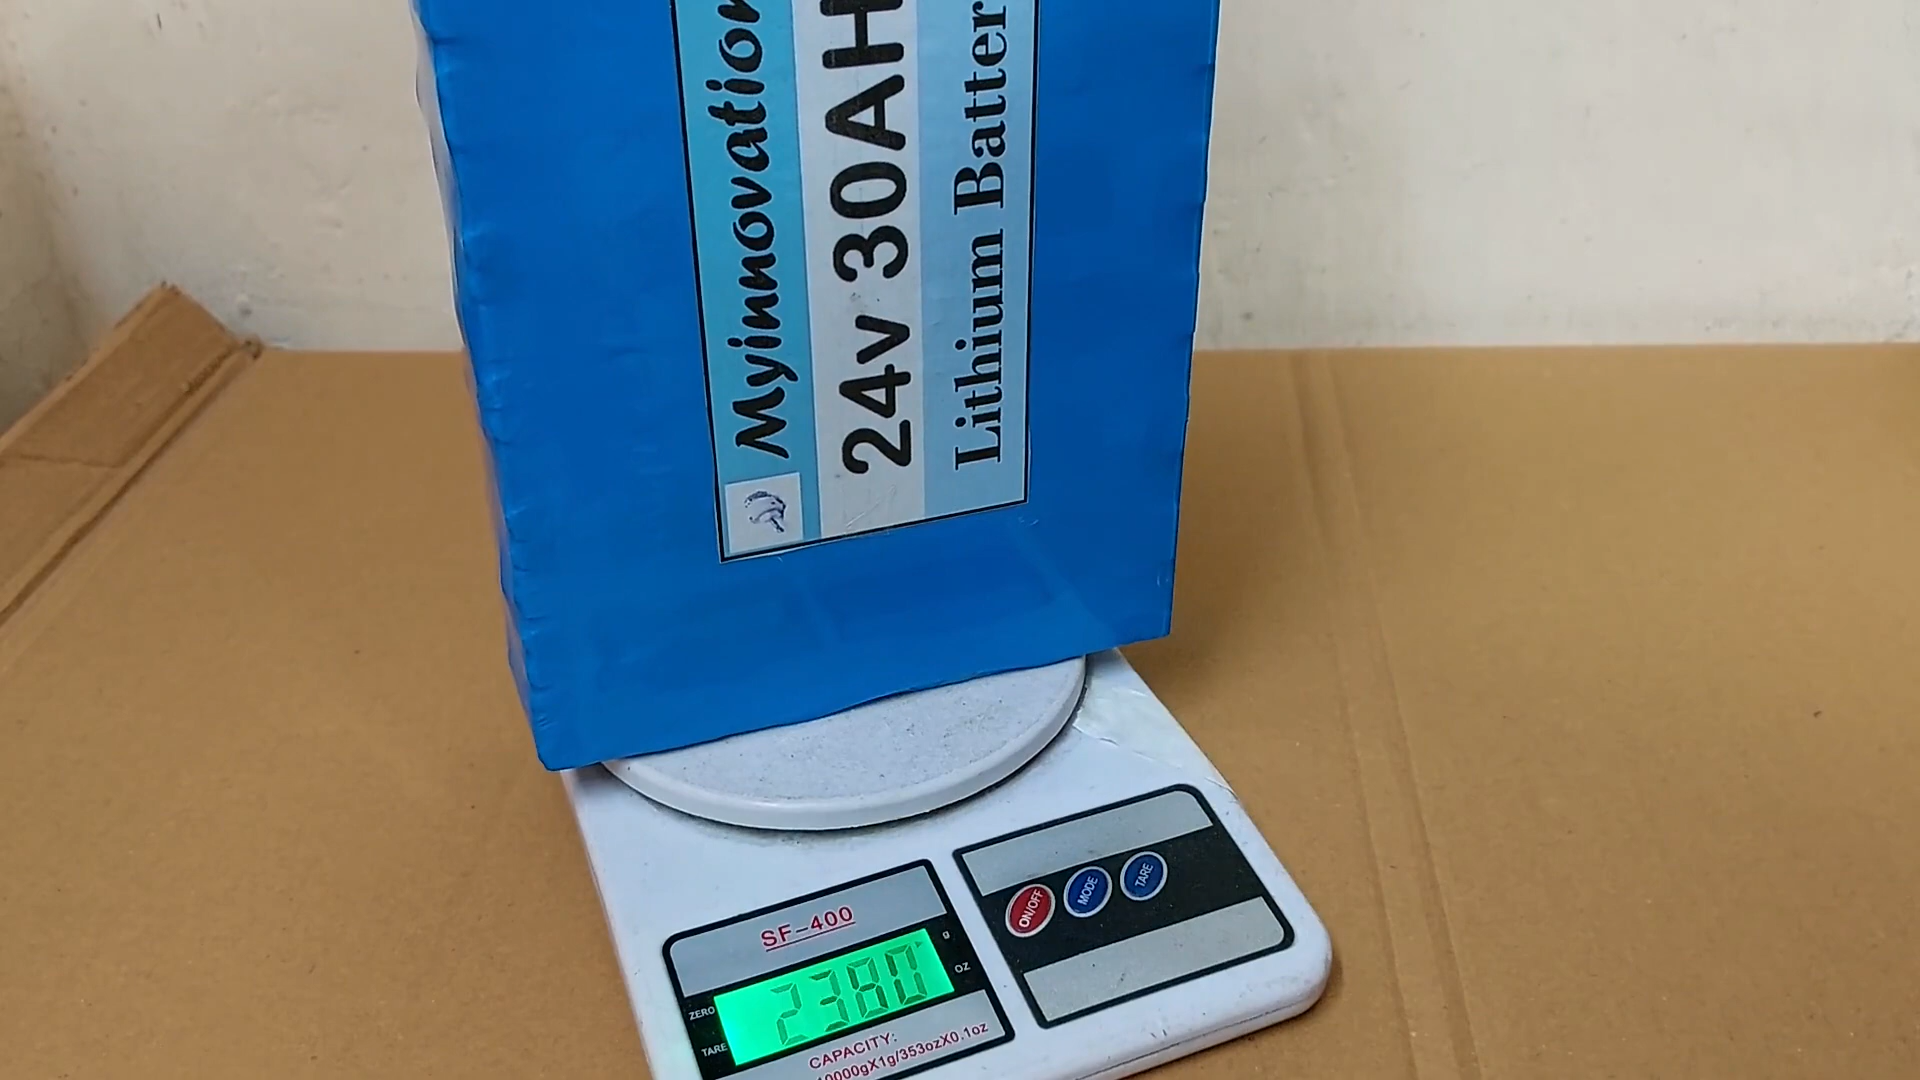 Myinnovation
24v 30AH
Lithium Batter
SF-400
2380
g
OZ
ZERO
TARE
CAPACITY:
10000gX1g/353ozX0.1oz
ON/OFF
MODE
TARE